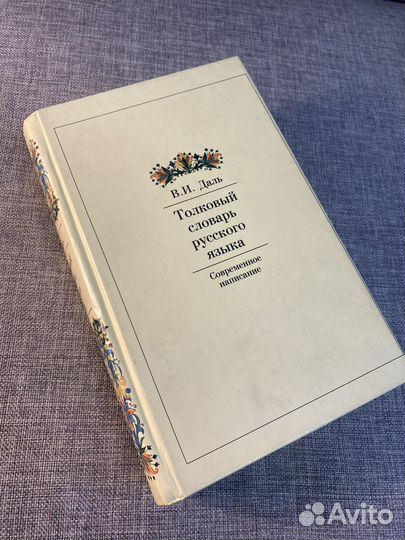 В.И. Даль
Толковый
словарь
русского
языка
Современное
написание
Avito